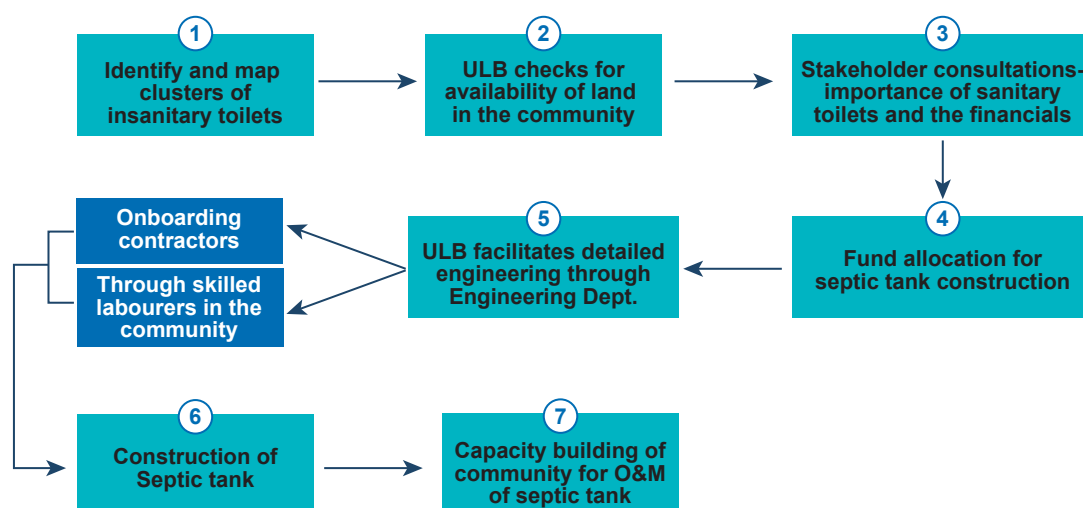 1
Identify and map
clusters of
insanitary toilets
2
ULB checks for
availability of land
in the community
3
Stakeholder consultations-
importance of sanitary
toilets and the financials
4
Fund allocation for
septic tank construction
5
ULB facilitates detailed
engineering through
Engineering Dept.
Onboarding
contractors
Through skilled
labourers in the
community
6
Construction of
Septic tank
7
Capacity building of
community for O&M
of septic tank